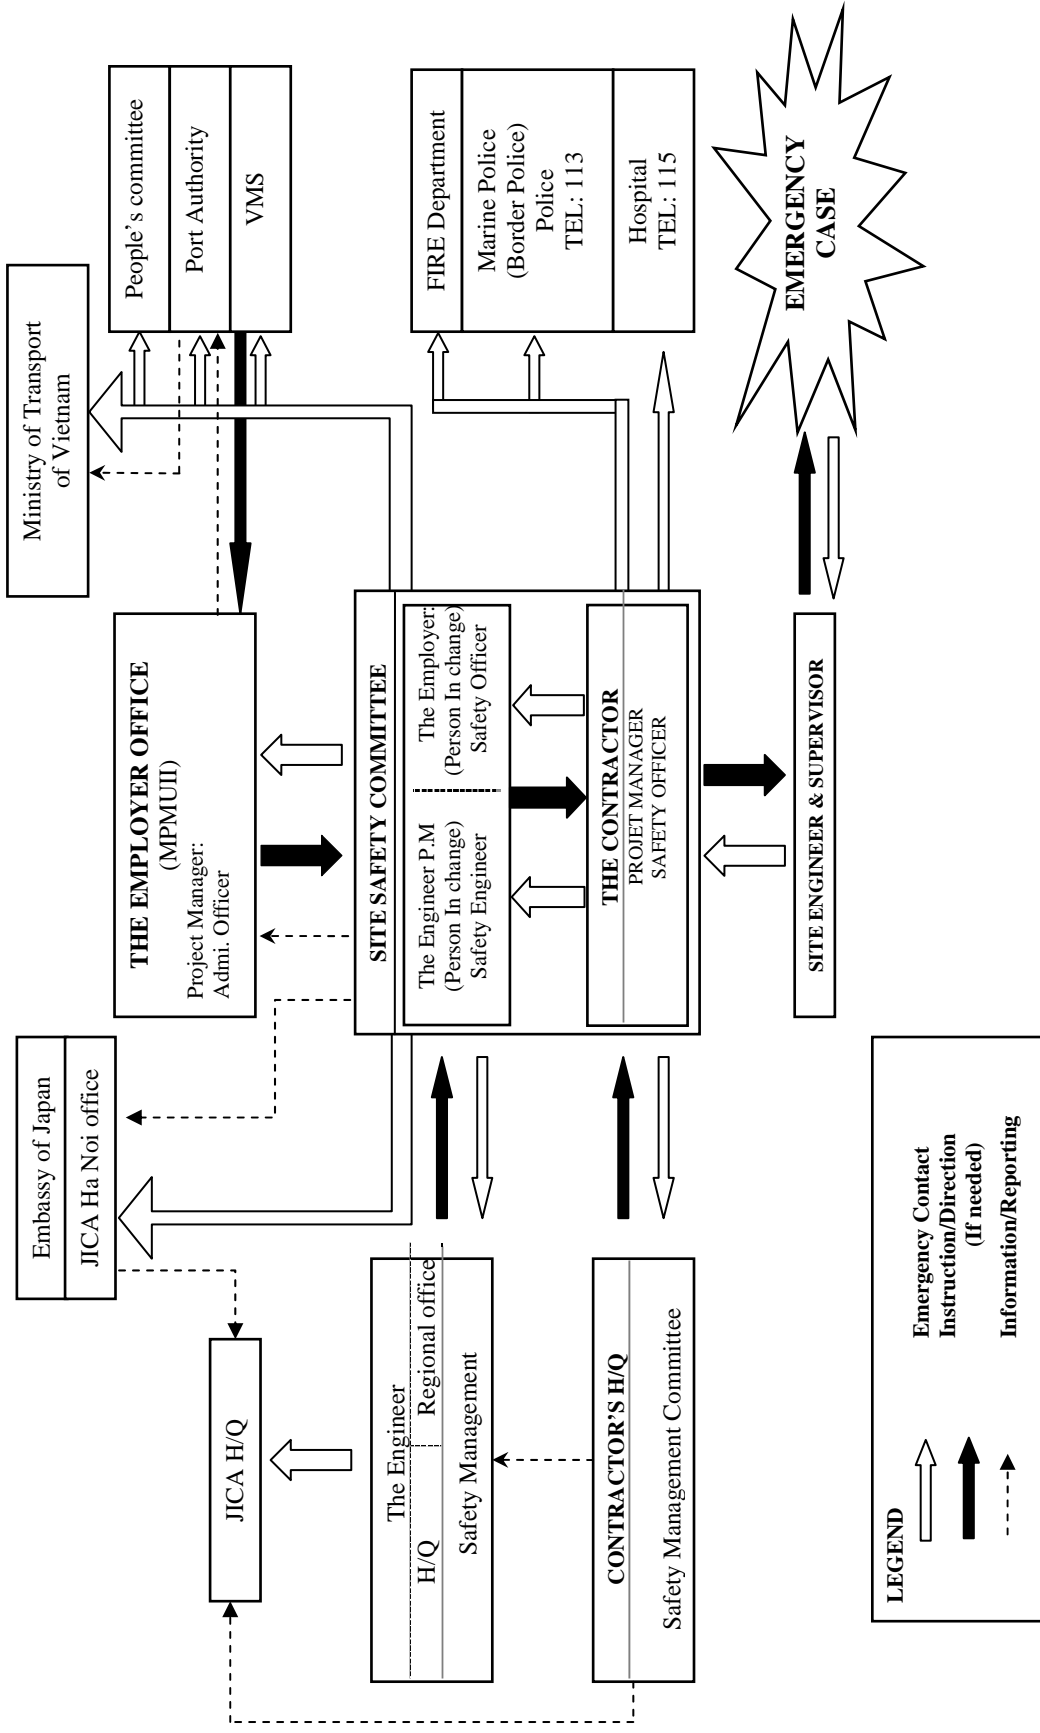 Embassy of Japan
JICA Ha Noi office
JICA H/Q
Ministry of Transport
of Vietnam
THE EMPLOYER OFFICE
(MPMUII)
Project Manager:
Admi. Officer
People's committee
Port Authority
VMS
The Engineer
H/Q
Regional office
Safety Management
SITE SAFETY COMMITTEE
The Engineer P.M
(Person In change)
Safety Engineer
The Employer:
(Person In change)
Safety Officer
THE CONTRACTOR
PROJET MANAGER
SAFETY OFFICER
FIRE Department
Marine Police
(Border Police)
Police
TEL: 113
Hospital
TEL: 115
CONTRACTOR'S H/Q
Safety Management Committee
SITE ENGINEER & SUPERVISOR
EMERGENCY
CASE
LEGEND
Emergency Contact
Instruction/Direction
(If needed)
Information/Reporting